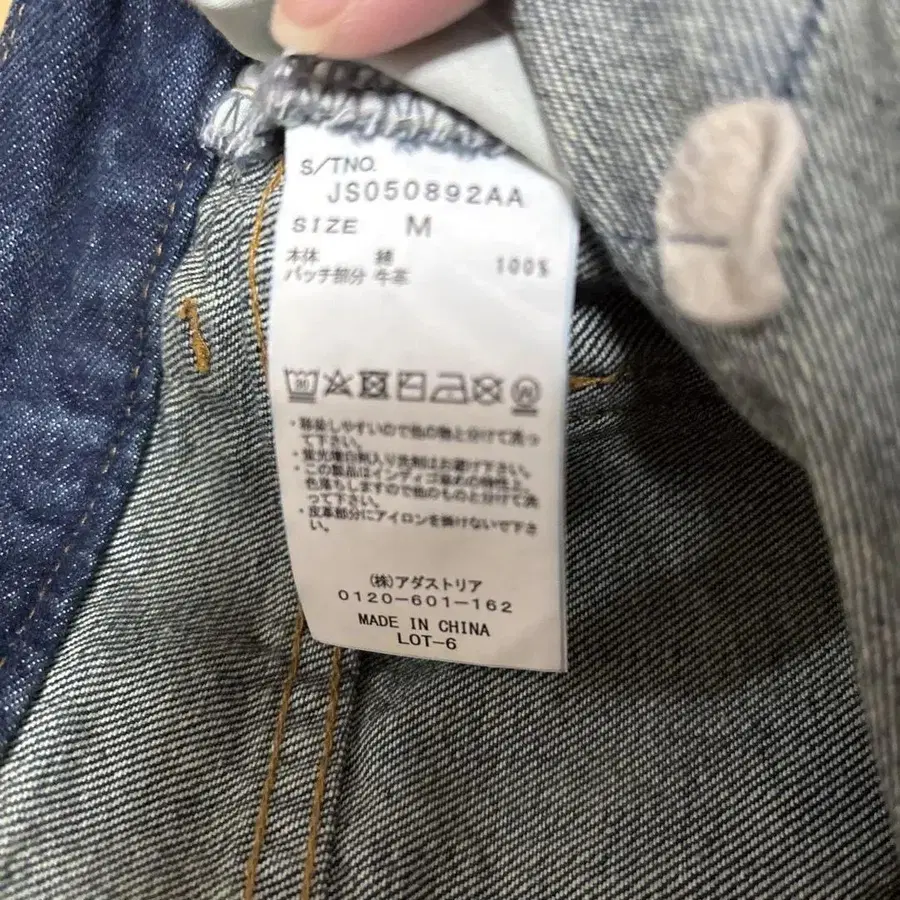 S/TNO.
JS050892AA
SIZE M
本体 綿 100%
パッチ部分 牛革
・移染しやすいので他の物と分けて洗っ
て下さい。
・蛍光増白剤入り洗剤はお避け下さい。
・この製品はインディゴ染めの特性上、
色落ちしますので他のものと分けて洗
って下さい。
・皮革部分にアイロンを掛けないで下さ
い。
(株)アダストリア
0120-601-162
MADE IN CHINA
LOT-6